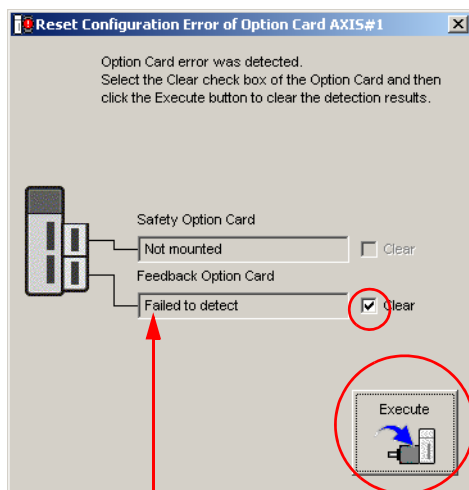 Reset Configuration Error of Option Card AXIS#1
Option Card error was detected.
Select the Clear check box of the Option Card and then
click the Execute button to clear the detection results.
Safety Option Card
Not mounted
Clear
Feedback Option Card
Failed to detect
Clear
Execute